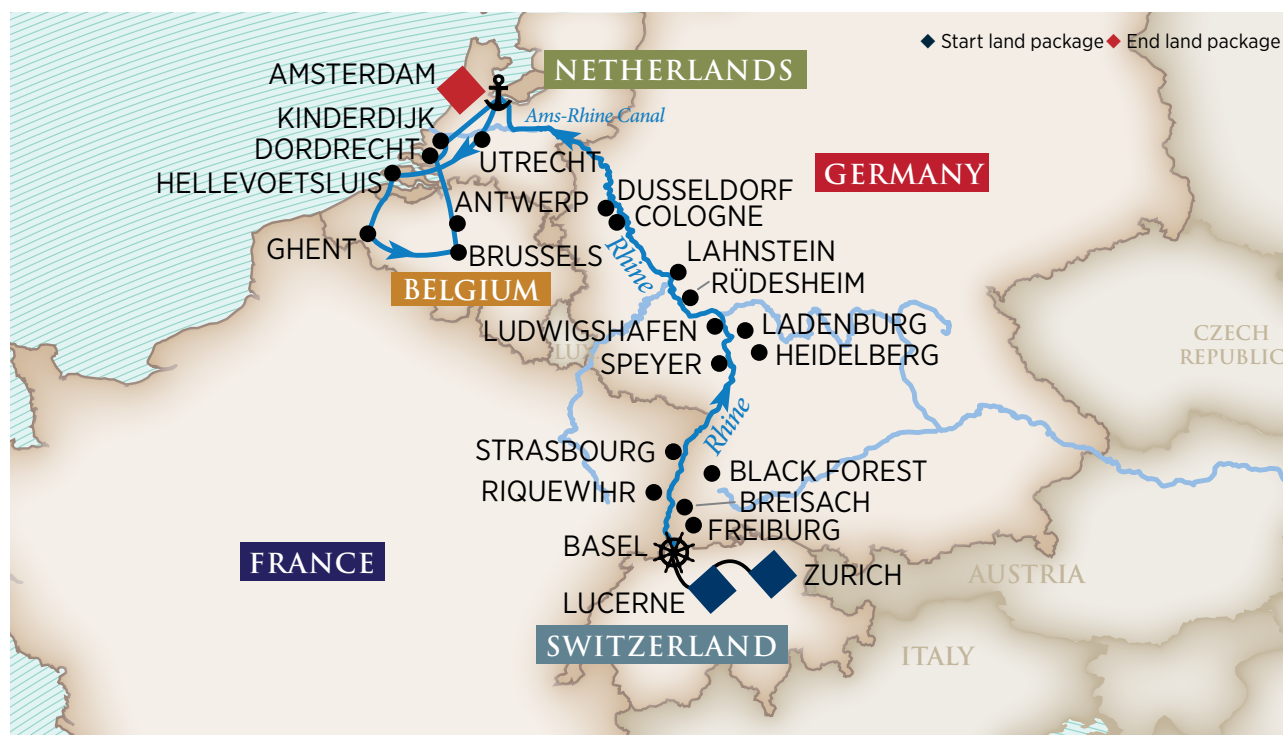 ◆ Start land package ◆ End land package
NETHERLANDS
AMSTERDAM
Ams-Rhine Canal
KINDERDIJK
DORDRECHT
UTRECHT
HELLEVOETSLUIS
GERMANY
DUSSELDORF
COLOGNE
ANTWERP
GHENT
BRUSSELS
Rhine
LAHNSTEIN
BELGIUM
RÜDESHEIM
LUDWIGSHAFEN
LADENBURG
LUX
HEIDELBERG
SPEYER
CZECH
REPUBLIC
Rhine
STRASBOURG
BLACK FOREST
RIQUEWIHR
BREISACH
FREIBURG
BASEL
FRANCE
ZURICH
AUSTRIA
LUCERNE
SWITZERLAND
ITALY